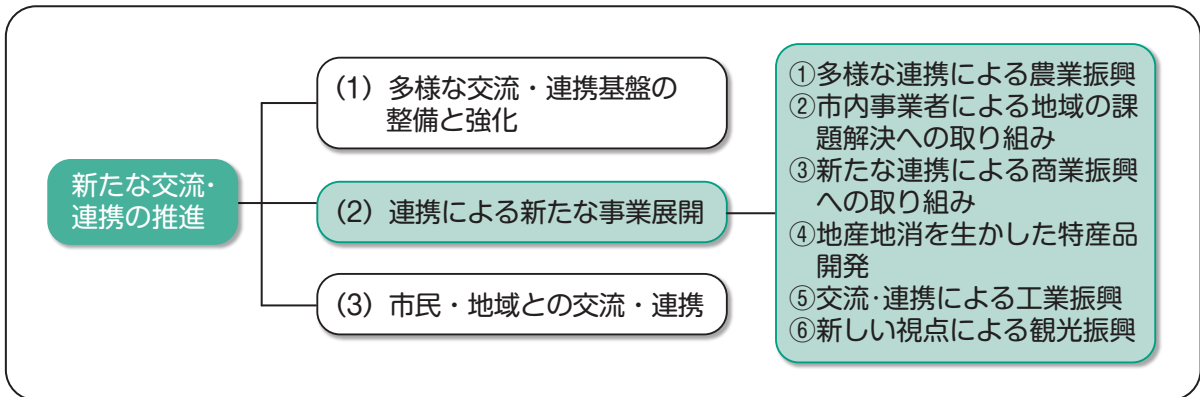 新たな交流・
連携の推進
(1) 多様な交流・連携基盤の
整備と強化
(2) 連携による新たな事業展開
(3) 市民・地域との交流・連携
①多様な連携による農業振興
②市内事業者による地域の課
題解決への取り組み
③新たな連携による商業振興
への取り組み
④地産地消を生かした特産品
開発
⑤交流・連携による工業振興
⑥新しい視点による観光振興